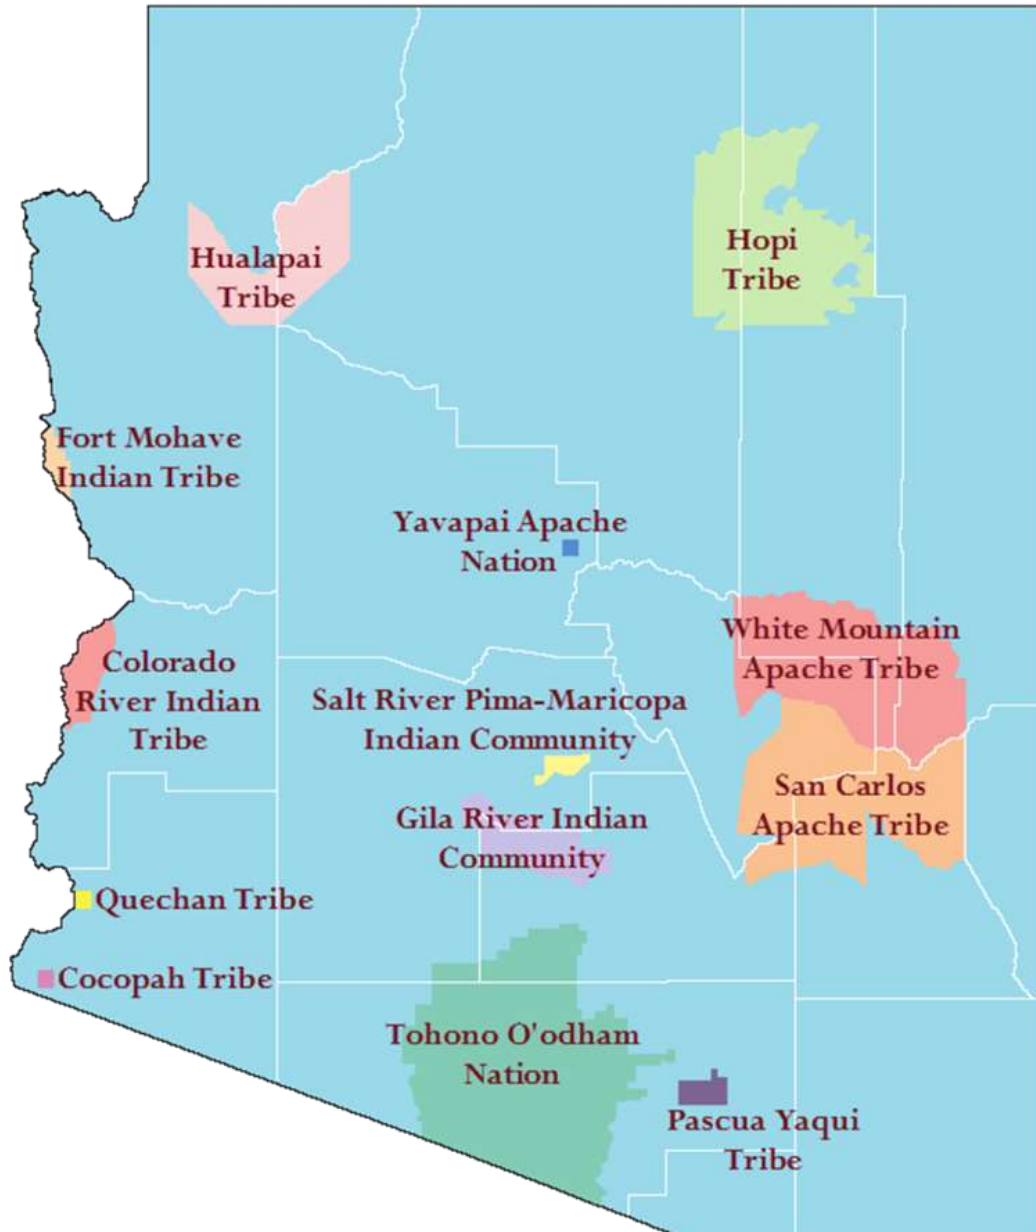 Hualapai
Tribe
Hopi
Tribe
Fort Mohave
Indian Tribe
Yavapai Apache
Nation
White Mountain
Apache Tribe
Colorado
River Indian
Tribe
Salt River Pima-Maricopa
Indian Community
San Carlos
Apache Tribe
Gila River Indian
Community
Quechan Tribe
Cocopah Tribe
Tohono O'odham
Nation
Pascua Yaqui
Tribe